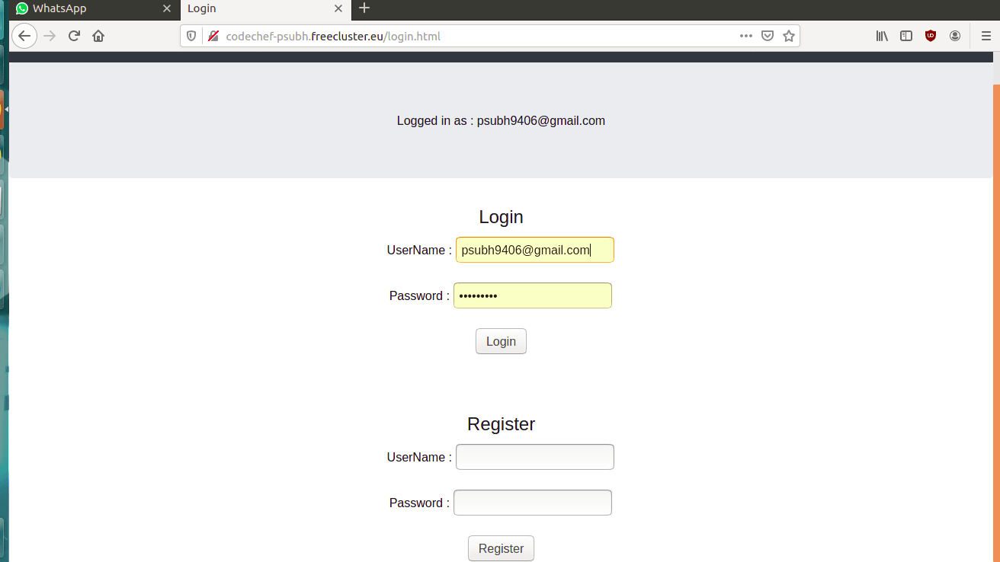 WhatsApp
Login
codechef-psubh.freecluster.eu/login.html
Logged in as : psubh9406@gmail.com
Login
UserName : psubh9406@gmail.com
Password : •••••••••
Login
Register
UserName :
Password :
Register